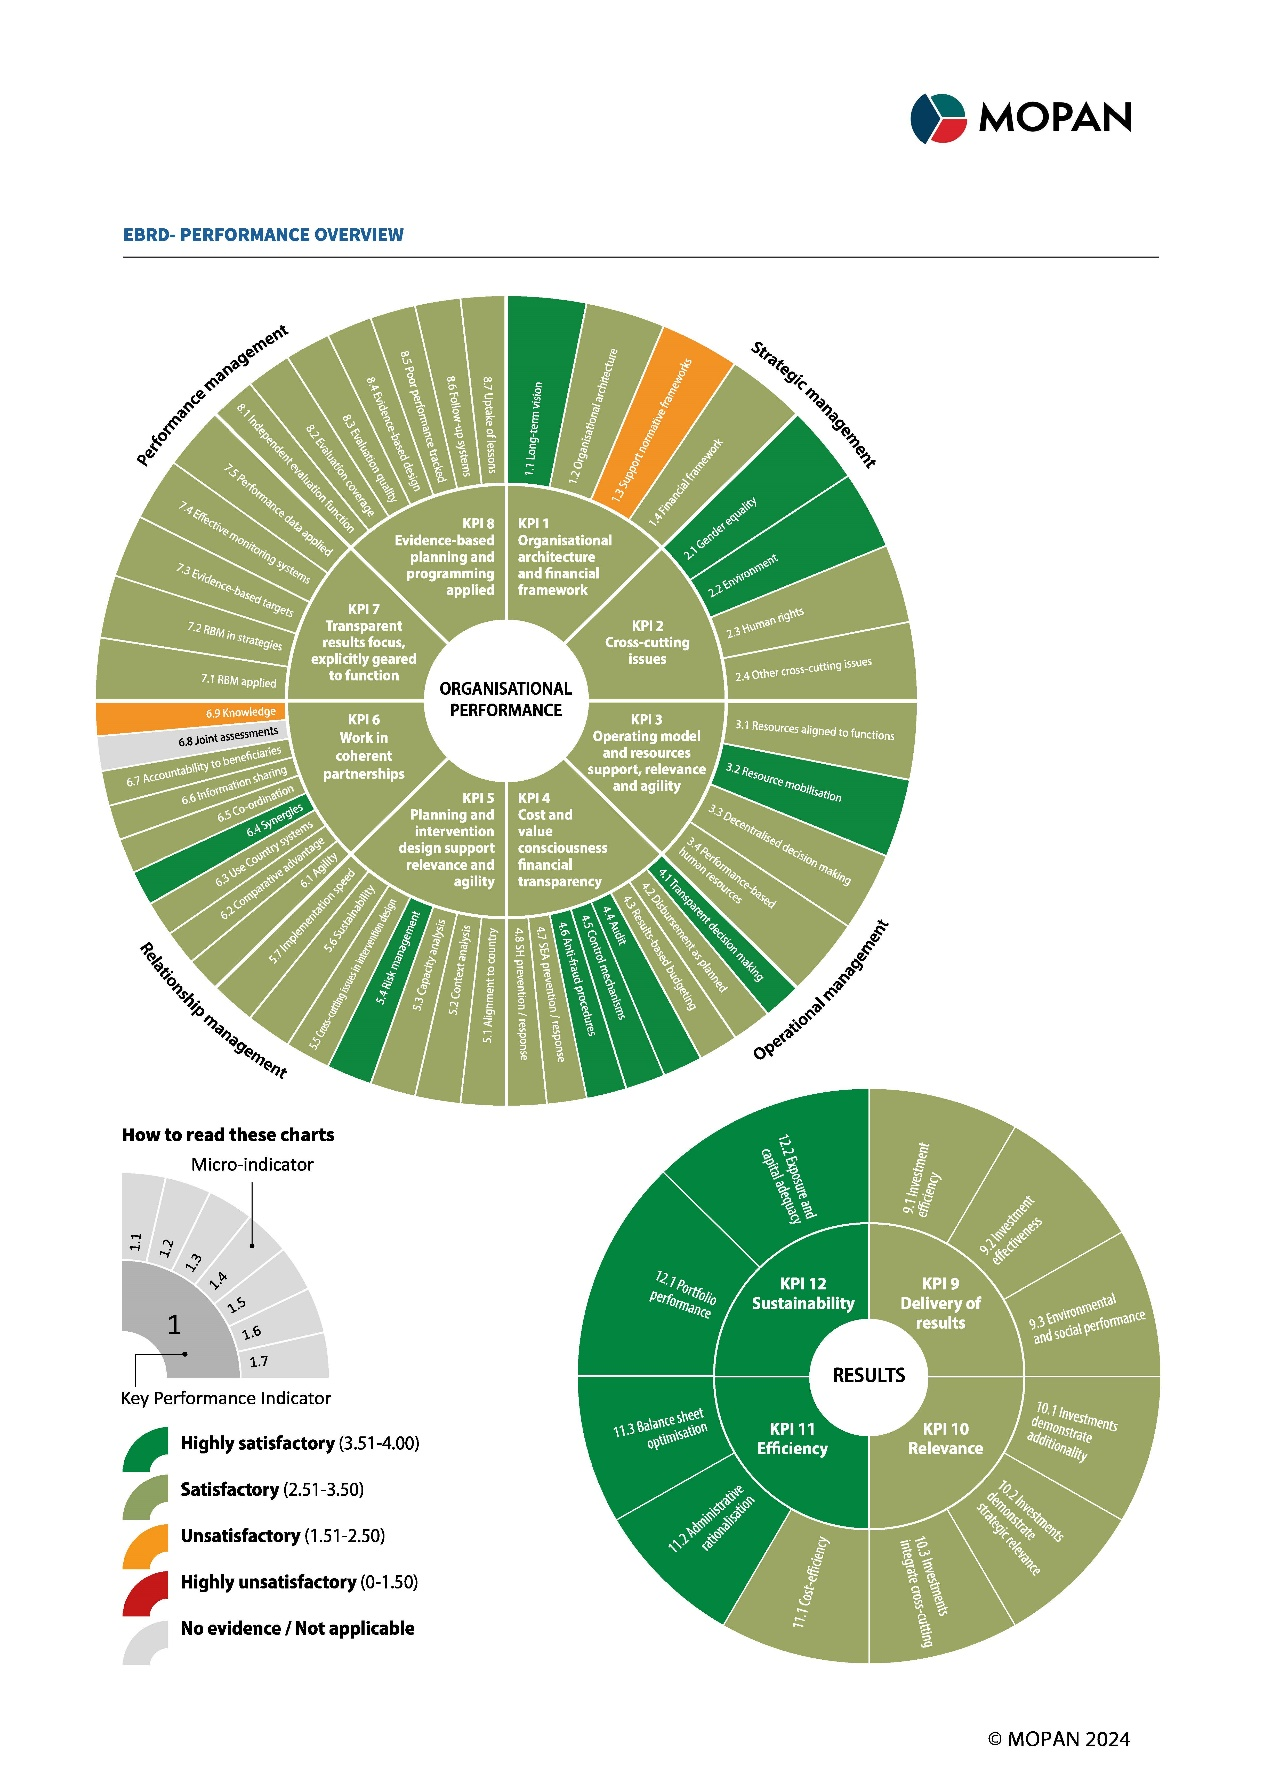 MOPAN
EBRD- PERFORMANCE OVERVIEW
Performance management
Strategic management
Operational management
Relationship management
ORGANISATIONAL
PERFORMANCE
KPI 1
Organisational
architecture
and financial
framework
1.1 Long-term vision
1.2 Organisational architecture
1.3 Support normative frameworks
1.4 Financial framework
KPI 2
Cross-cutting
issues
2.1 Gender equality
2.2 Environment
2.3 Human rights
2.4 Other cross-cutting issues
KPI 3
Operating model
and resources
support, relevance
and agility
3.1 Resources aligned to functions
3.2 Resource mobilisation
3.3 Decentralised decision making
3.4 Performance-based
human resources
KPI 4
Cost and
value
consciousness
financial
transparency
4.1 Transparent decision making
4.2 Disbursement as planned
4.3 Results-based budgeting
4.4 Audit
4.5 Control mechanisms
4.6 Anti-fraud procedures
4.7 SEA prevention / response
4.8 SH prevention / response
KPI 5
Planning and
intervention
design support
relevance and
agility
5.1 Alignment to country
5.2 Context analysis
5.3 Capacity analysis
5.4 Risk management
5.5 Cross-cutting issues in intervention design
5.6 Sustainability
5.7 Implementation speed
KPI 6
Work in
coherent
partnerships
6.1 Agility
6.2 Comparative advantage
6.3 Use Country systems
6.4 Synergies
6.5 Co-ordination
6.6 Information sharing
6.7 Accountability to beneficiaries
6.8 Joint assessments
6.9 Knowledge
KPI 7
Transparent
results focus,
explicitly geared
to function
7.1 RBM applied
7.2 RBM in strategies
7.3 Evidence-based targets
7.4 Effective monitoring systems
7.5 Performance data applied
KPI 8
Evidence-based
planning and
programming
applied
8.1 Independent evaluation function
8.2 Evaluation coverage
8.3 Evaluation quality
8.4 Evidence-based design
8.5 Poor performance tracked
8.6 Follow-up systems
8.7 Uptake of lessons
How to read these charts
Micro-indicator
1.1
1.2
1.3
1.4
1.5
1.6
1.7
1
Key Performance Indicator
Highly satisfactory (3.51-4.00)
Satisfactory (2.51-3.50)
Unsatisfactory (1.51-2.50)
Highly unsatisfactory (0-1.50)
No evidence / Not applicable
RESULTS
KPI 9
Delivery of
results
9.1 Investment
efficiency
9.2 Investment
effectiveness
9.3 Environmental
and social performance
KPI 10
Relevance
10.1 Investments
demonstrate
additionality
10.2 Investments
demonstrate
strategic relevance
10.3 Investments
integrate cross-cutting
KPI 11
Efficiency
11.1 Cost-efficiency
11.2 Administrative
rationalisation
11.3 Balance sheet
optimisation
KPI 12
Sustainability
12.1 Portfolio
performance
12.2 Exposure and
capital adequacy
© MOPAN 2024